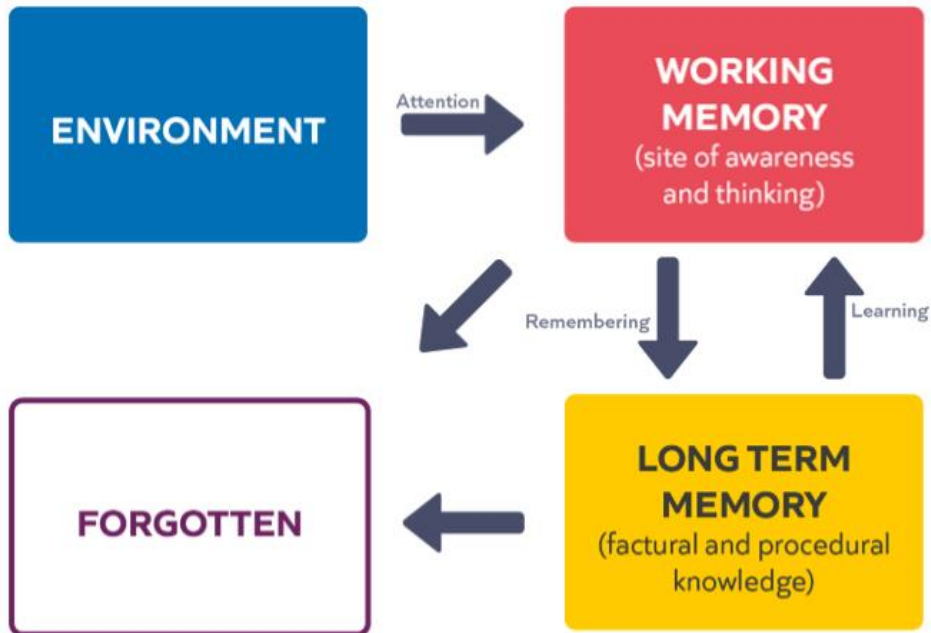 ENVIRONMENT
Attention
WORKING
MEMORY
(site of awareness
and thinking)
Remembering
Learning
FORGOTTEN
LONG TERM
MEMORY
(factural and procedural
knowledge)